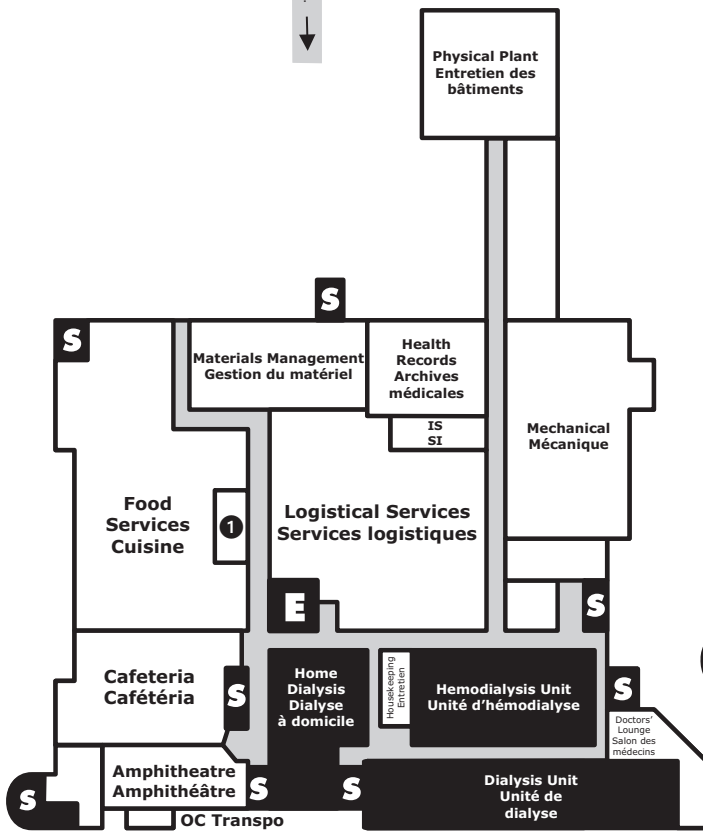 Physical Plant
Entretien des
bâtiments
S
S
Materials Management
Gestion du matériel
Health
Records
Archives
médicales
IS
SI
Mechanical
Mécanique
Food
Services
Cuisine
1
Logistical Services
Services logistiques
E
S
Cafeteria
Cafétéria
S
Home
Dialysis
Dialyse
à domicile
Housekeeping
Entretien
Hemodialysis Unit
Unité d’hémodialyse
S
Doctors’
Lounge
Salon des
médecins
Amphitheatre
Amphithéâtre
S
S
Dialysis Unit
Unité de
dialyse
S
OC Transpo